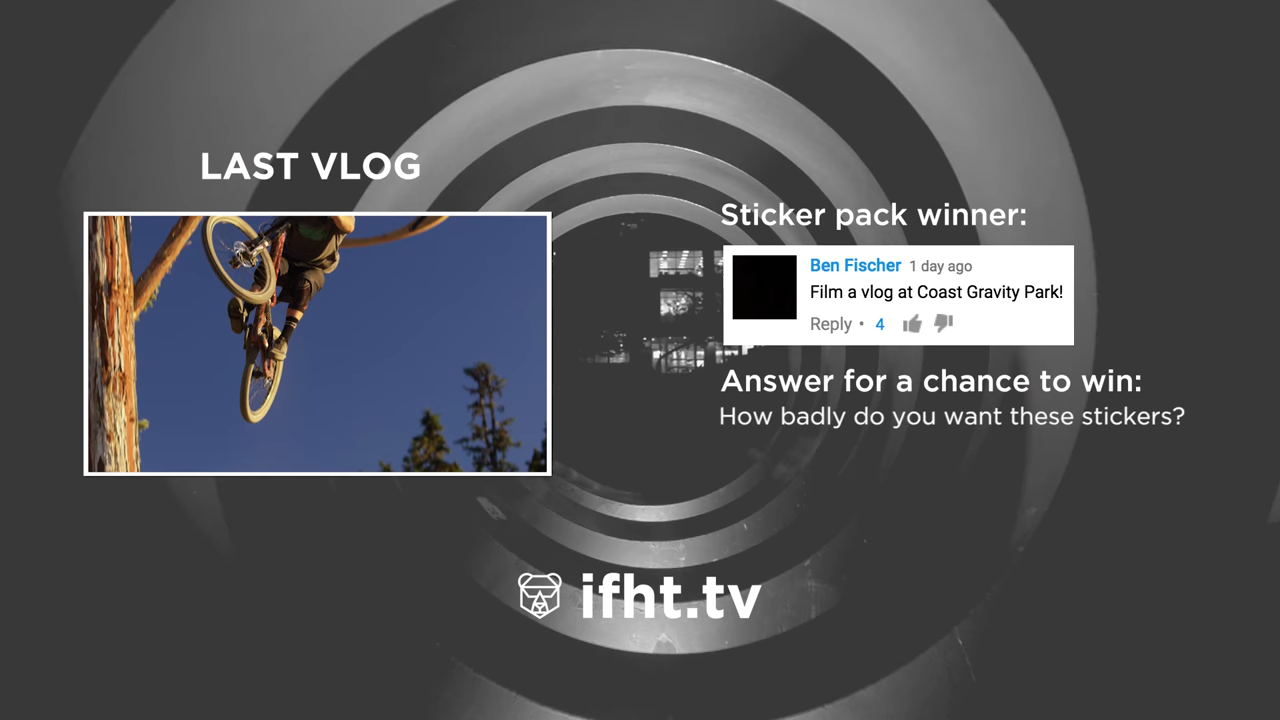 LAST VLOG
Sticker pack winner:
Ben Fischer 1 day ago
Film a vlog at Coast Gravity Park!
Reply • 4
Answer for a chance to win:
How badly do you want these stickers?
ifht.tv